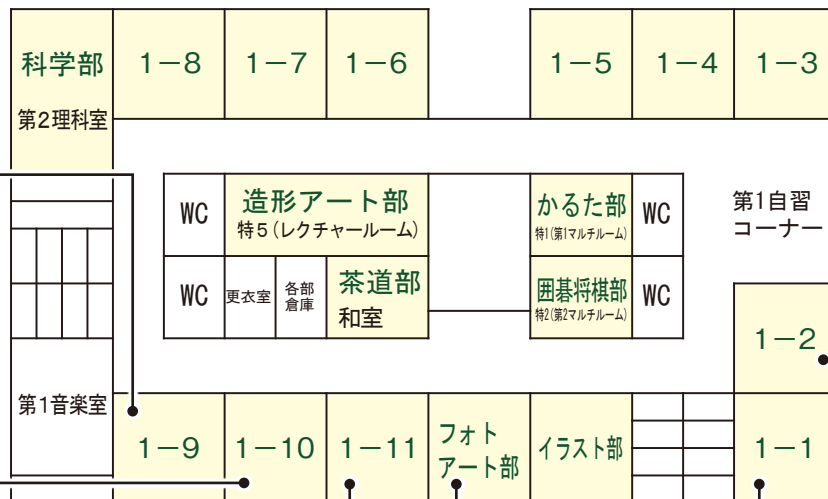 科学部
第2理科室
1−8
1−7
1−6
1−5
1−4
1−3
WC
造形アート部
特5(レクチャールーム)
かるた部
特1(第1マルチルーム)
WC
第1自習
コーナー
WC
更衣室
各部
倉庫
茶道部
和室
囲碁将棋部
特2(第2マルチルーム)
WC
1−2
第1音楽室
1−9
1−10
1−11
フォト
アート部
イラスト部
1−1